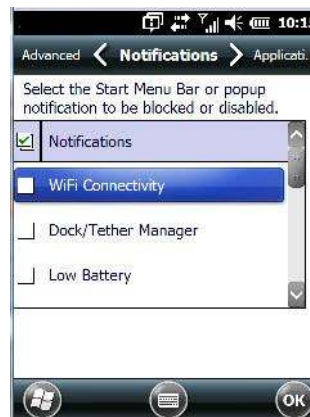 10:1
Advanced Notifications Applicati.
Select the Start Menu Bar or popup
notification to be blocked or disabled.
Notifications
WiFi Connectivity
Dock/Tether Manager
Low Battery
OK